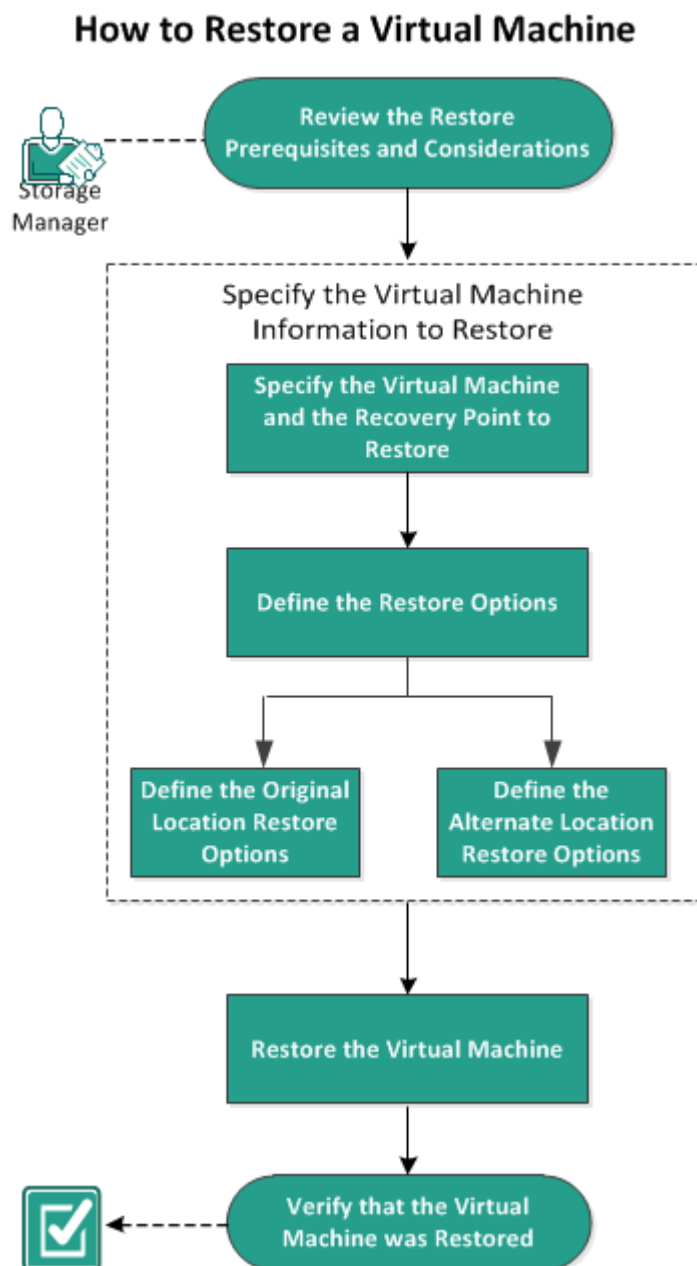 How to Restore a Virtual Machine
Review the Restore
Prerequisites and Considerations
Storage
Manager
Specify the Virtual Machine
Information to Restore
Specify the Virtual Machine
and the Recovery Point to
Restore
Define the Restore Options
Define the Original
Location Restore
Options
Define the
Alternate Location
Restore Options
Restore the Virtual Machine
Verify that the Virtual
Machine was Restored